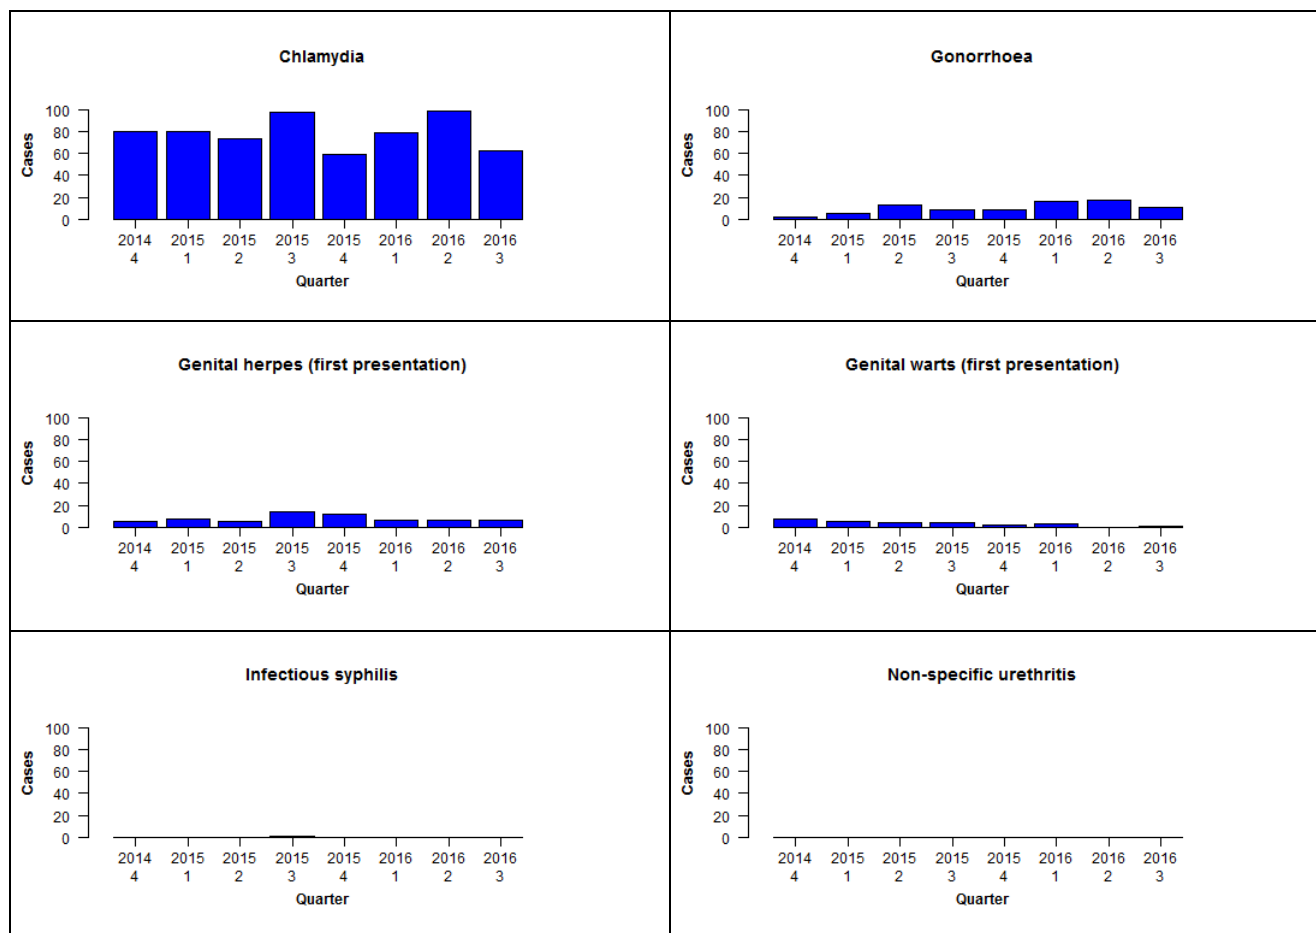 Chlamydia
Cases
100
80
60
40
20
0
2014 2015 2015 2015 2015 2016 2016 2016
4 1 2 3 4 1 2 3
Quarter
Gonorrhoea
Cases
100
80
60
40
20
0
2014 2015 2015 2015 2015 2016 2016 2016
4 1 2 3 4 1 2 3
Quarter
Genital herpes (first presentation)
Cases
100
80
60
40
20
0
2014 2015 2015 2015 2015 2016 2016 2016
4 1 2 3 4 1 2 3
Quarter
Genital warts (first presentation)
Cases
100
80
60
40
20
0
2014 2015 2015 2015 2015 2016 2016 2016
4 1 2 3 4 1 2 3
Quarter
Infectious syphilis
Cases
100
80
60
40
20
0
2014 2015 2015 2015 2015 2016 2016 2016
4 1 2 3 4 1 2 3
Quarter
Non-specific urethritis
Cases
100
80
60
40
20
0
2014 2015 2015 2015 2015 2016 2016 2016
4 1 2 3 4 1 2 3
Quarter